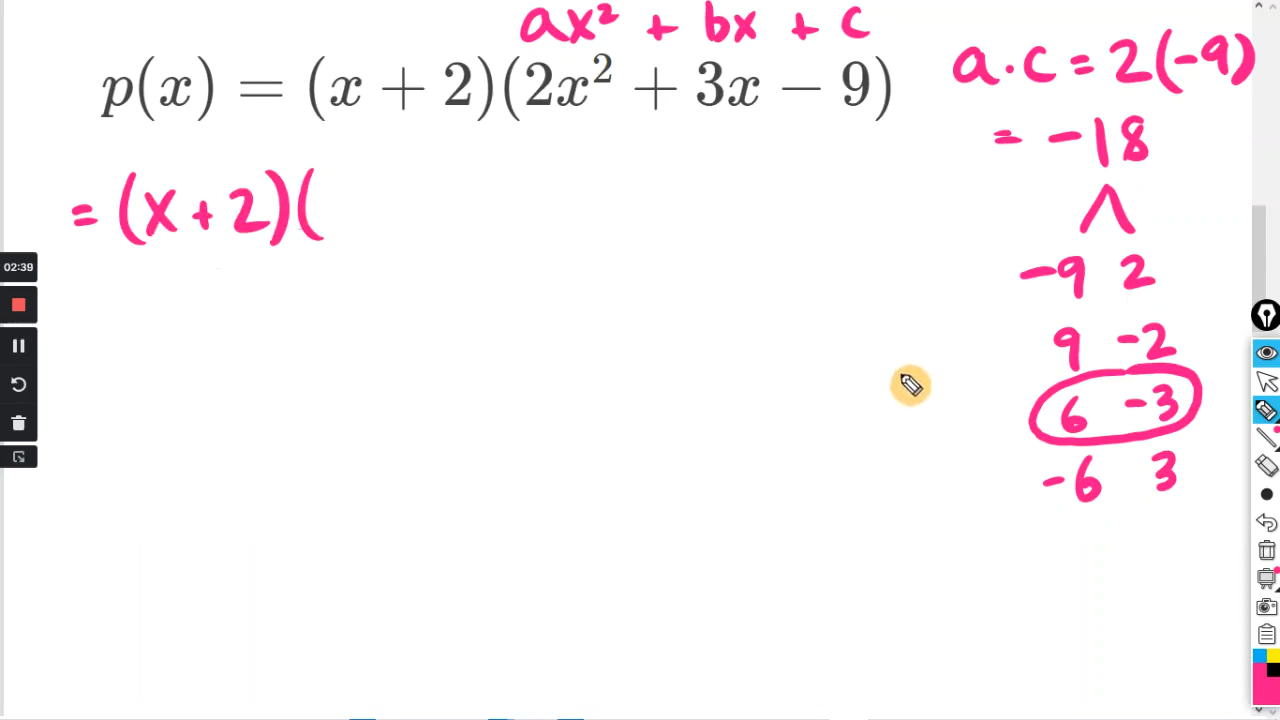 ax² + bx + c
p(x) = (x + 2)(2x² + 3x − 9)
a·c = 2(-9)
= -18
= (x + 2)(
-9 2
9 -2
6 -3
-6 3
02:39